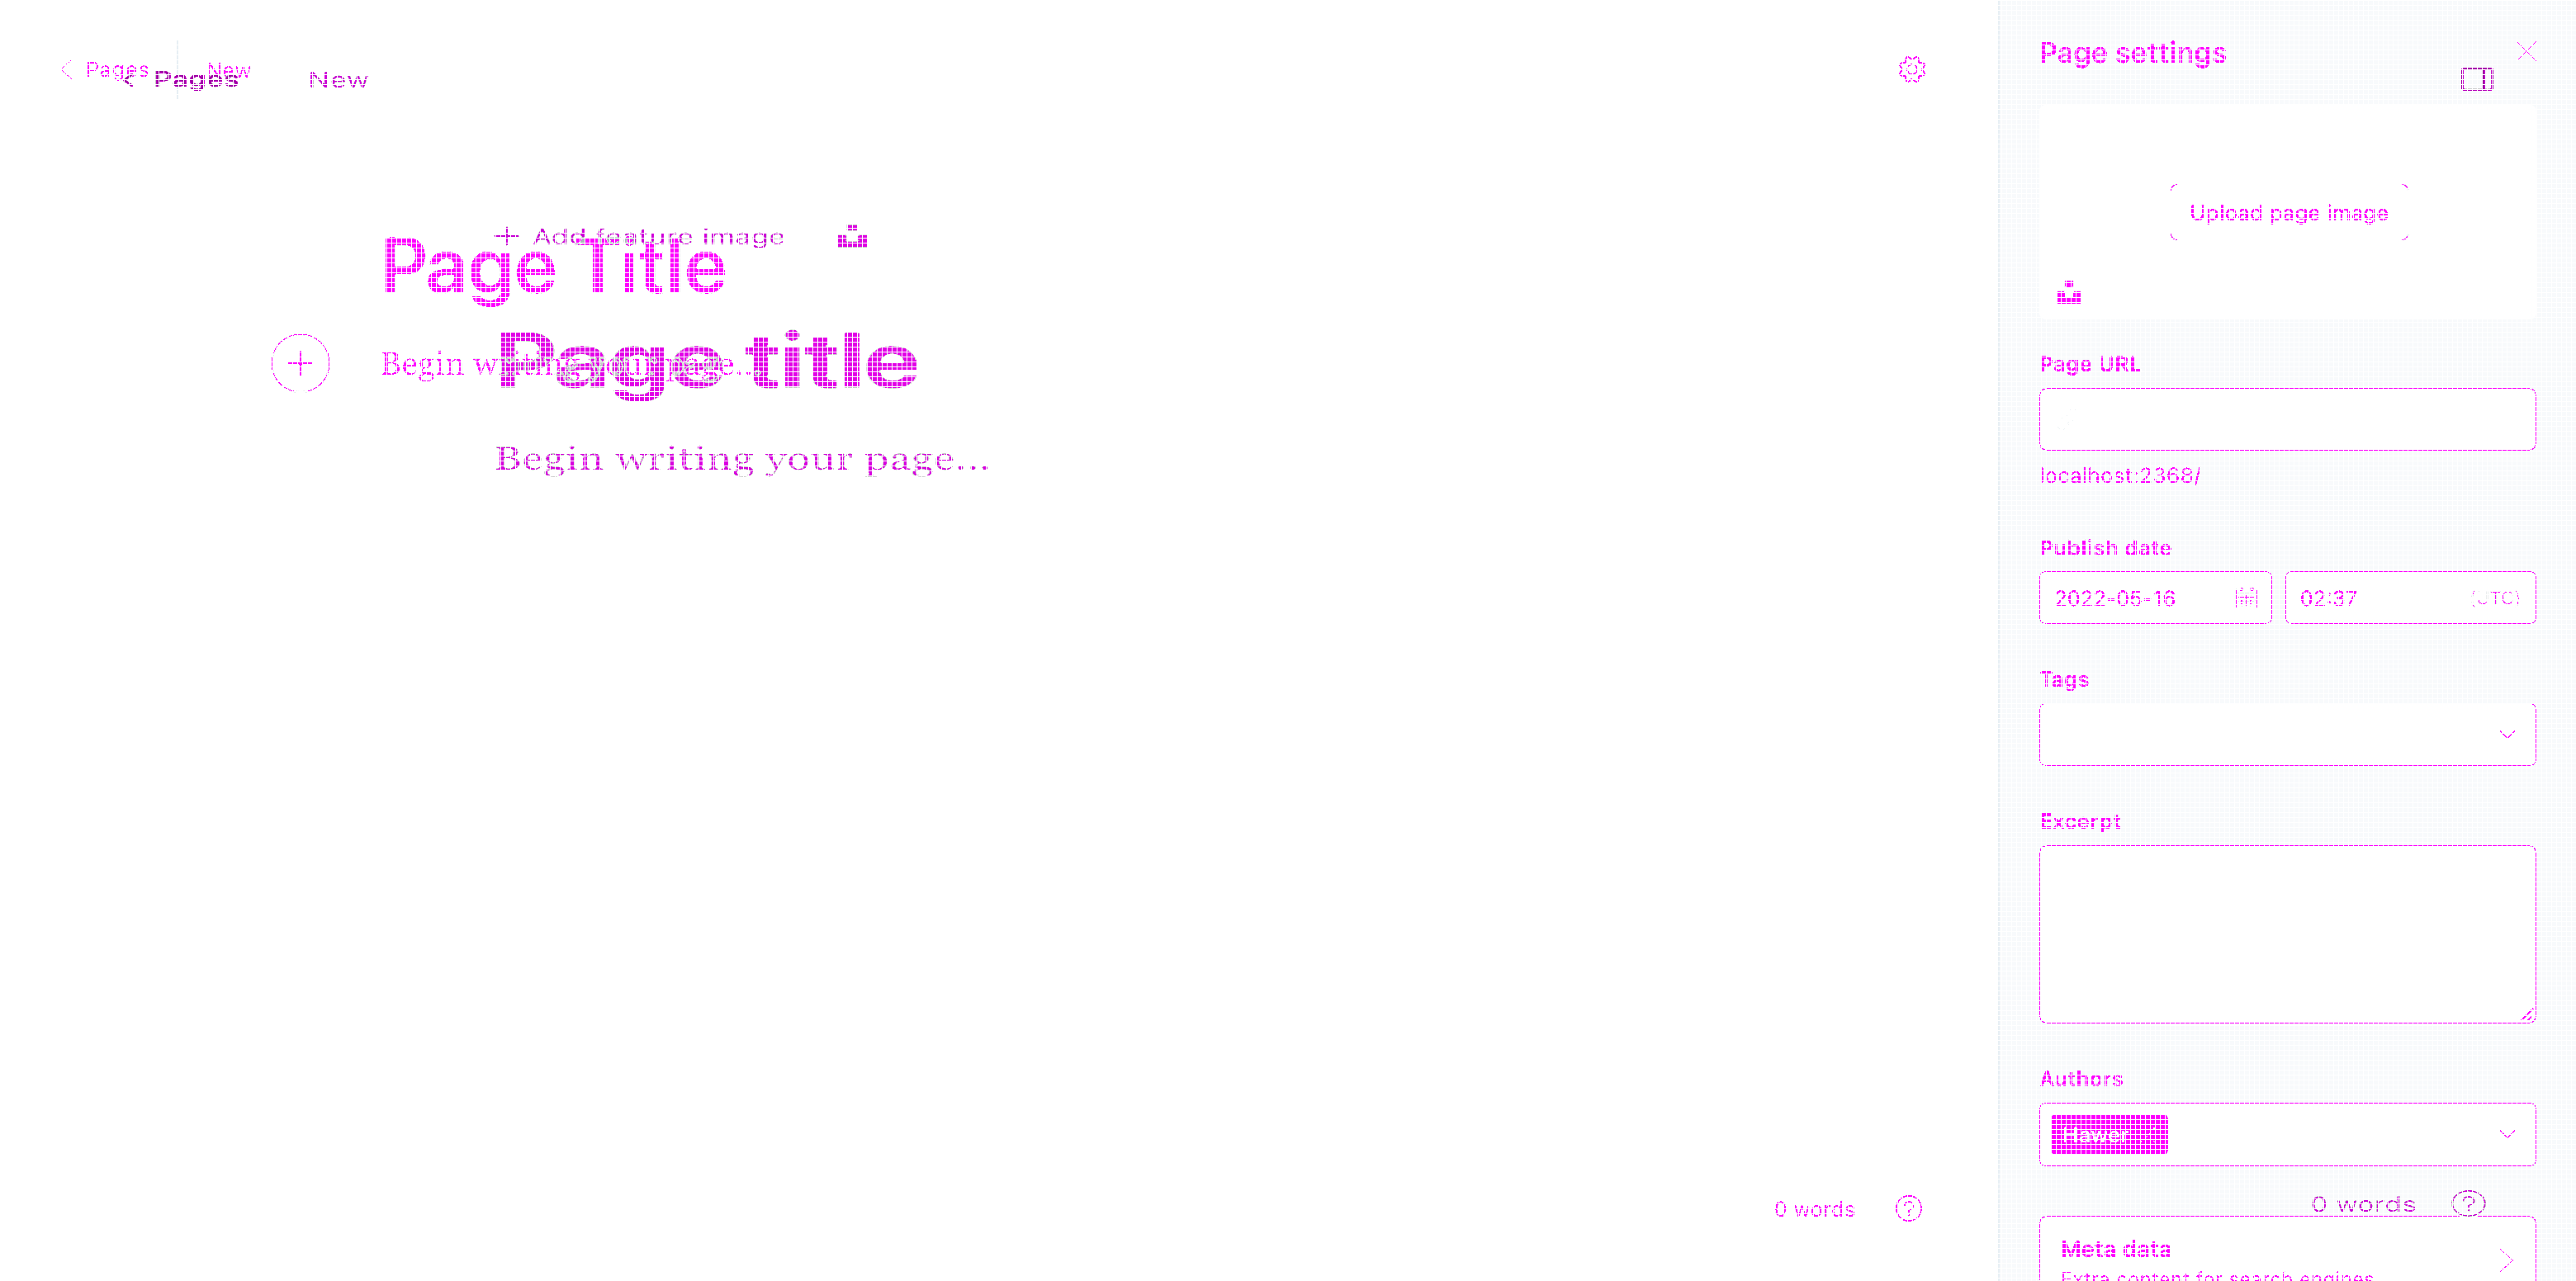 Pages New
Pages New
Page settings
Upload page image
+ Add feature image
Page Title
Page title
Begin writing your page...
Begin writing your page...
Page URL
localhost:2368/
Publish date
2022-05-16 02:37 (UTC)
Tags
Excerpt
Authors
Hawer
0 words ?
0 words ?
Meta data
Extra content for search engines